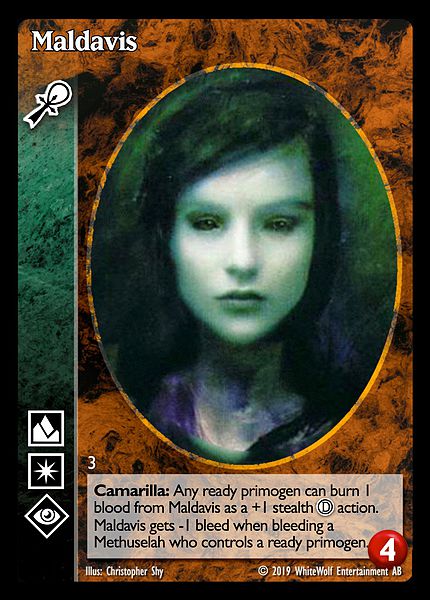 Maldavis
3
Camarilla: Any ready primogen can burn 1
blood from Maldavis as a +1 stealth Ⓓ action.
Maldavis gets -1 bleed when bleeding a
Methuselah who controls a ready primogen.
4
Illus: Christopher Shy
© 2019 WhiteWolf Entertainment AB